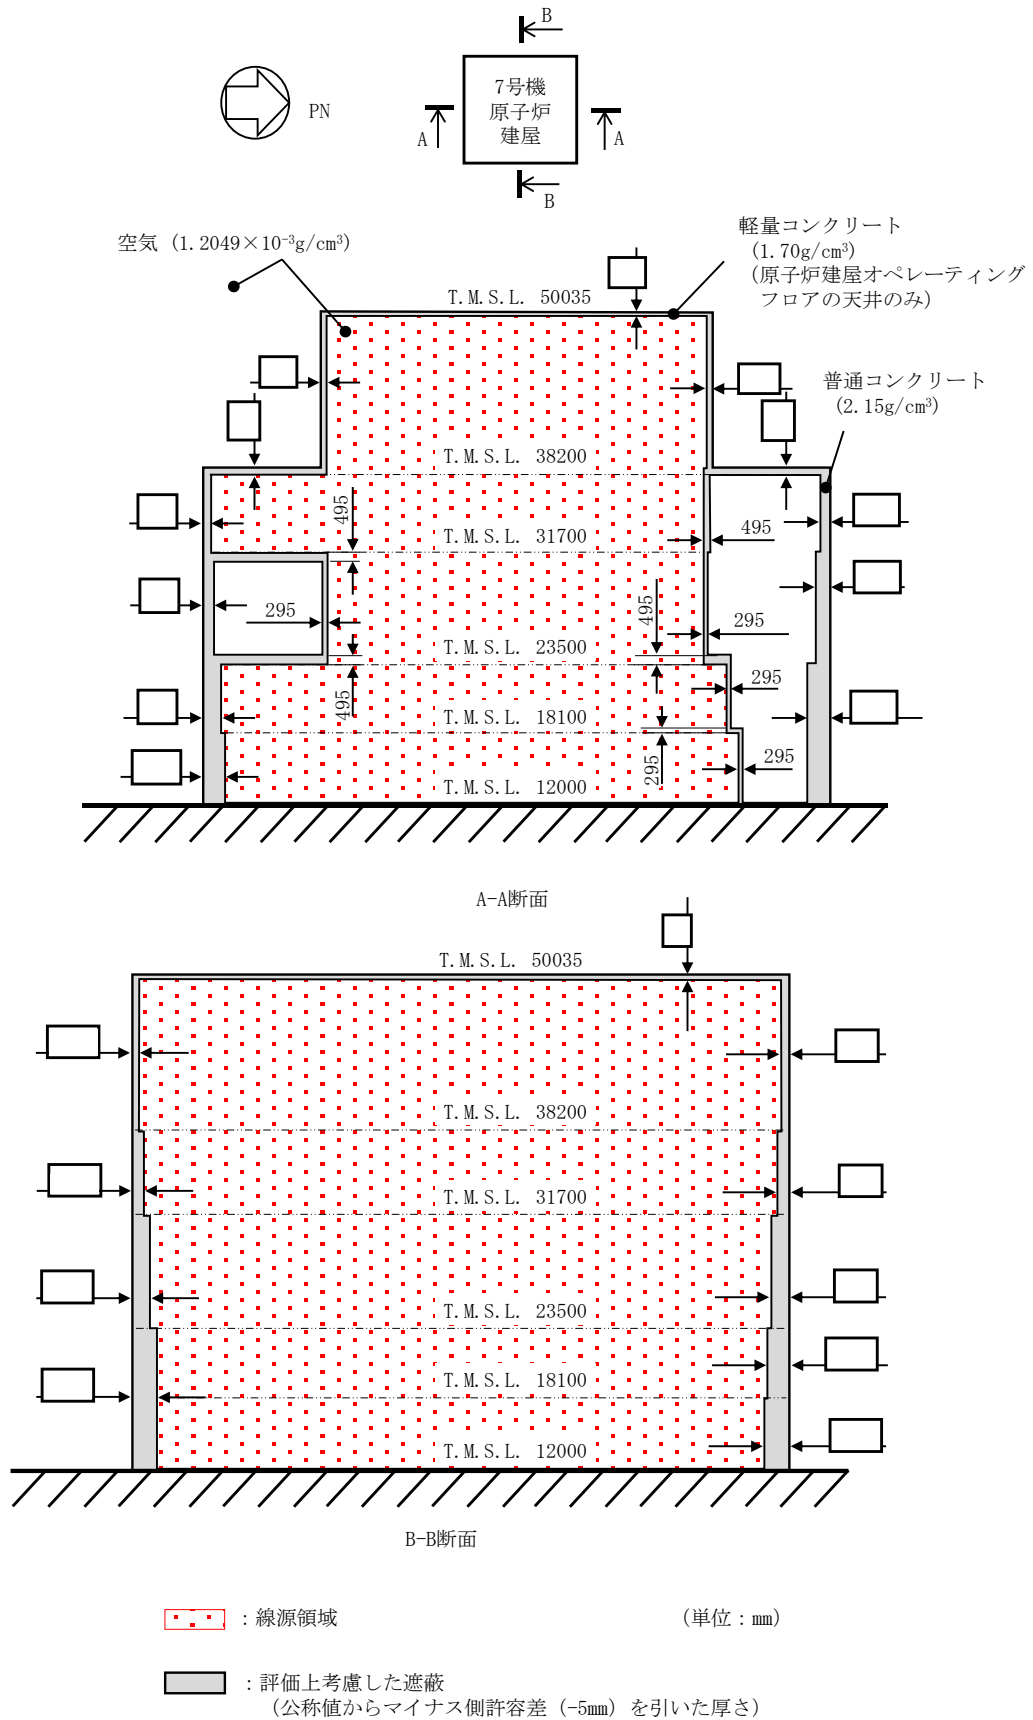 B
7号機
原子炉
建屋
PN
A
A
B
空気 (1.2049×10⁻³g/cm³)
軽量コンクリート
(1.70g/cm³)
(原子炉建屋オペレーティング
フロアの天井のみ)
T.M.S.L. 50035
普通コンクリート
(2.15g/cm³)
T.M.S.L. 38200
495
T.M.S.L. 31700
495
295
495
295
T.M.S.L. 23500
295
495
T.M.S.L. 18100
295
295
T.M.S.L. 12000
A-A断面
T.M.S.L. 50035
T.M.S.L. 38200
T.M.S.L. 31700
T.M.S.L. 23500
T.M.S.L. 18100
T.M.S.L. 12000
B-B断面
:線源領域
(単位:mm)
:評価上考慮した遮蔽
(公称値からマイナス側許容差 (-5mm) を引いた厚さ)